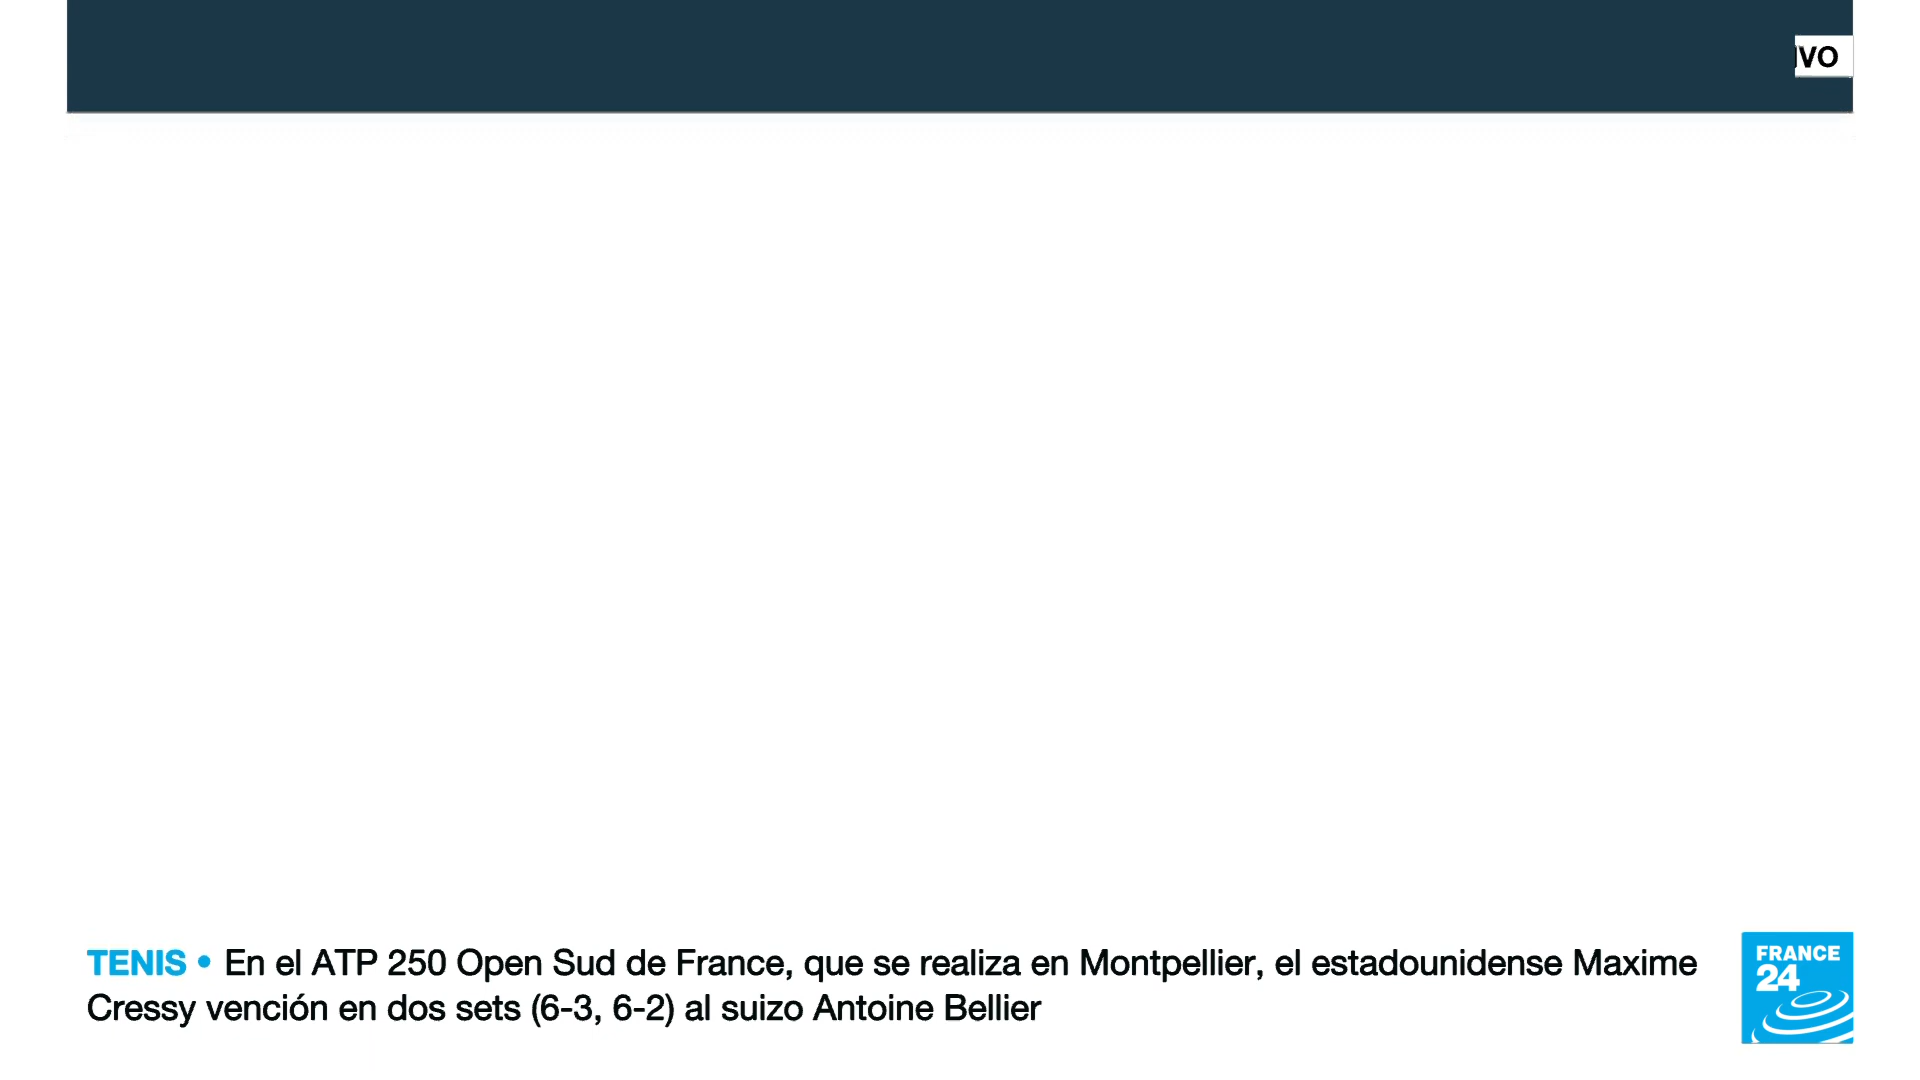 IVO
TENIS • En el ATP 250 Open Sud de France, que se realiza en Montpellier, el estadounidense Maxime
Cressy vención en dos sets (6-3, 6-2) al suizo Antoine Bellier
FRANCE
24